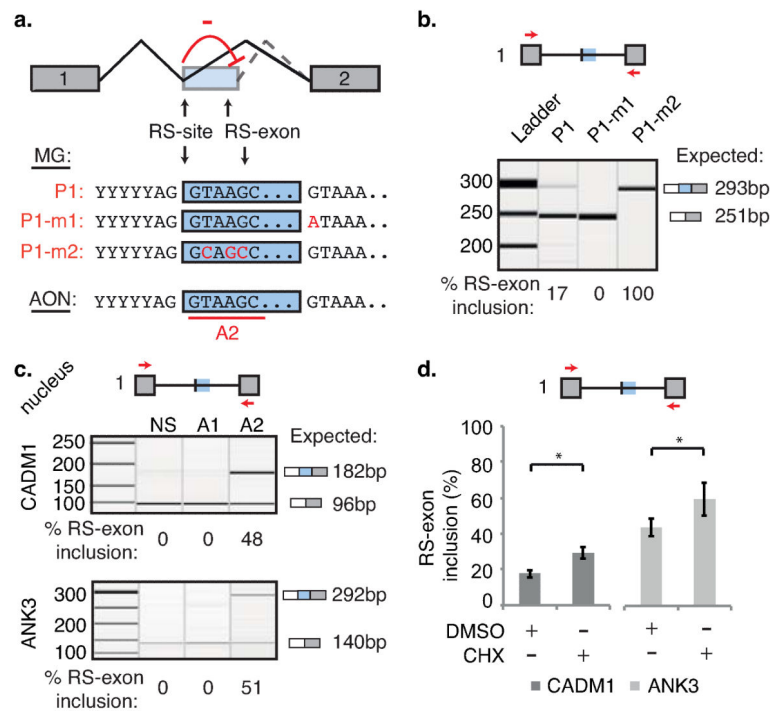 a.
-
1
2
RS-site RS-exon
MG:
P1: YYYYYAG GTAAGC... GTAAA..
P1-m1: YYYYYAG GTAAGC... ATAAA..
P1-m2: YYYYYAG GCAGCC... GTAAA..
AON: YYYYYAG GTAAGC... GTAAA..
A2
b.
1
Ladder P1 P1-m1 P1-m2
Expected:
300 293bp
250 251bp
200
% RS-exon
inclusion: 17 0 100
c.
nucleus
1
NS A1 A2 Expected:
CADM1
250
200 182bp
150
100 96bp
% RS-exon
inclusion: 0 0 48
ANK3
300 292bp
200
100 140bp
% RS-exon
inclusion: 0 0 51
d.
1
RS-exon
inclusion (%)
100
80
60
40
20
0
* *
DMSO + - + -
CHX - + - +
CADM1 ANK3